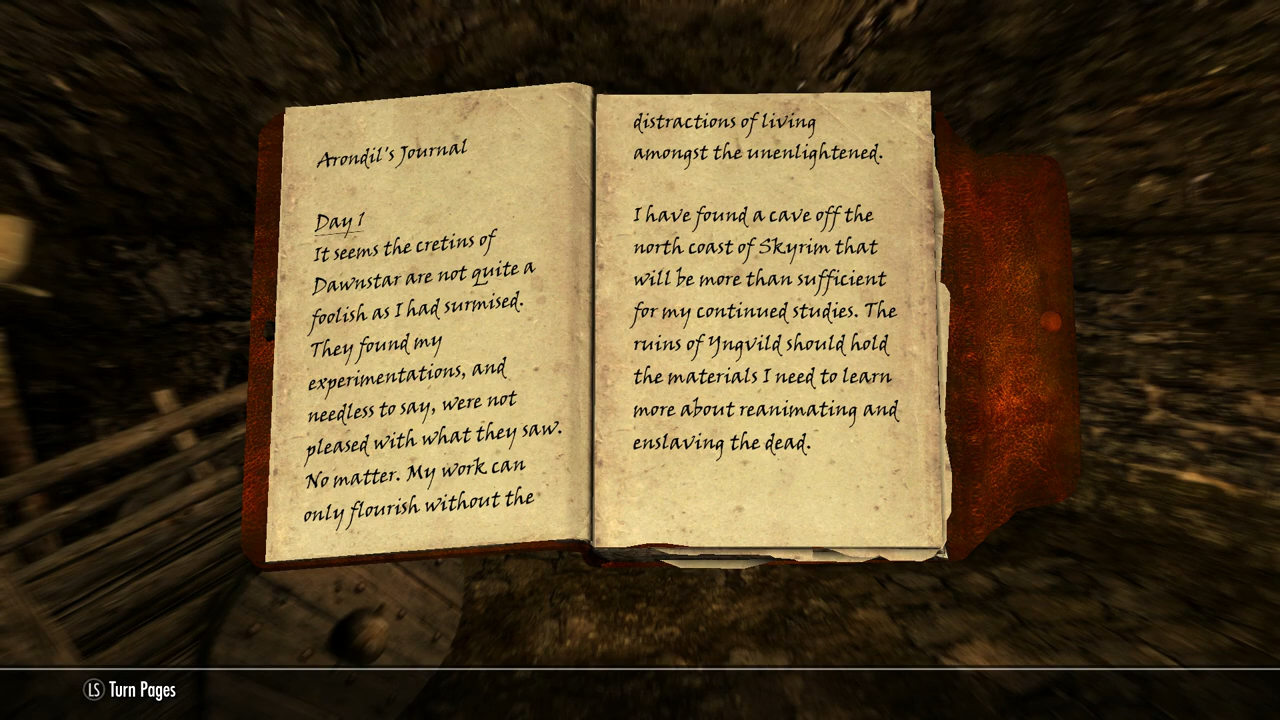 Arondil's Journal
Day 1
It seems the cretins of
Dawnstar are not quite a
foolish as I had surmised.
They found my
experimentations, and
needless to say, were not
pleased with what they saw.
No matter. My work can
only flourish without the
distractions of living
amongst the unenlightened.
I have found a cave off the
north coast of Skyrim that
will be more than sufficient
for my continued studies. The
ruins of Yngvild should hold
the materials I need to learn
more about reanimating and
enslaving the dead.
LS Turn Pages